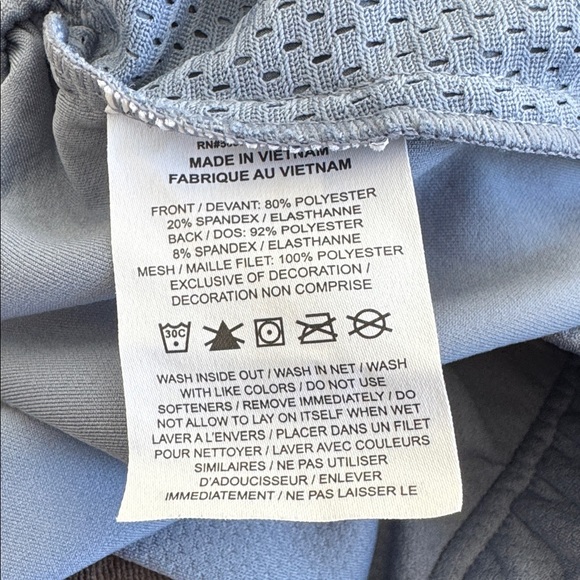 MADE IN VIETNAM
FABRIQUE AU VIETNAM
FRONT / DEVANT: 80% POLYESTER
20% SPANDEX / ELASTHANNE
BACK / DOS: 92% POLYESTER
8% SPANDEX / ELASTHANNE
MESH / MAILLE FILET: 100% POLYESTER
EXCLUSIVE OF DECORATION /
DECORATION NON COMPRISE
30C
WASH INSIDE OUT / WASH IN NET / WASH
WITH LIKE COLORS / DO NOT USE
SOFTENERS / REMOVE IMMEDIATELY / DO
NOT ALLOW TO LAY ON ITSELF WHEN WET
LAVER A L'ENVERS / PLACER DANS UN FILET
POUR NETTOYER / LAVER AVEC COULEURS
SIMILAIRES / NE PAS UTILISER
D'ADOUCISSEUR / ENLEVER
IMMEDIATEMENT / NE PAS LAISSER LE